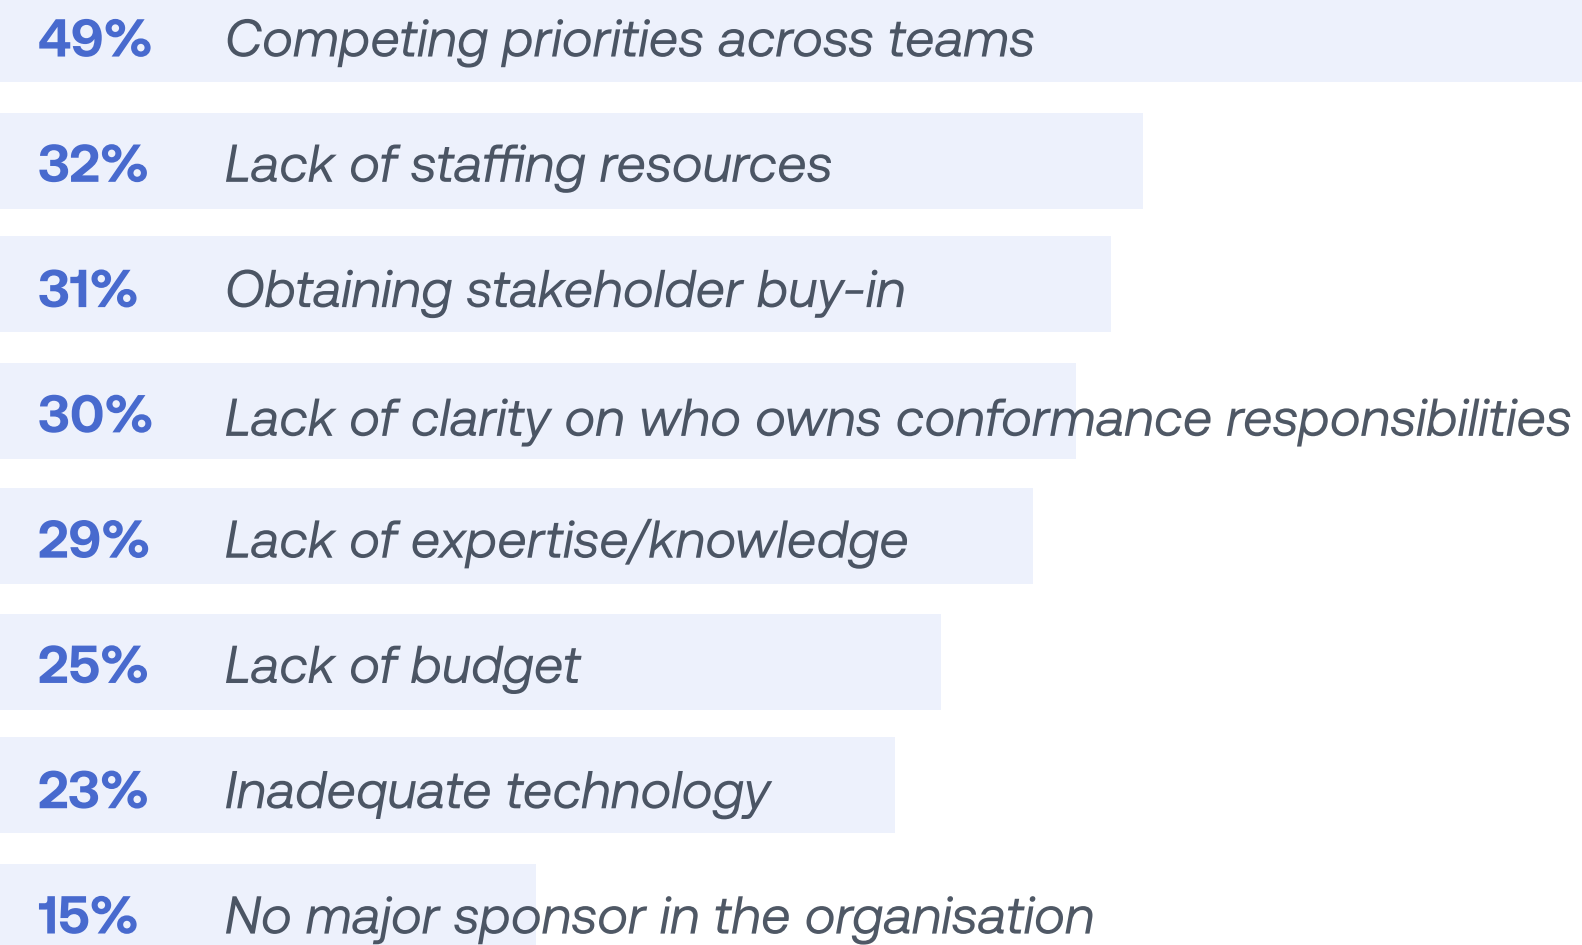 49% Competing priorities across teams
32% Lack of staffing resources
31% Obtaining stakeholder buy-in
30% Lack of clarity on who owns conformance responsibilities
29% Lack of expertise/knowledge
25% Lack of budget
23% Inadequate technology
15% No major sponsor in the organisation